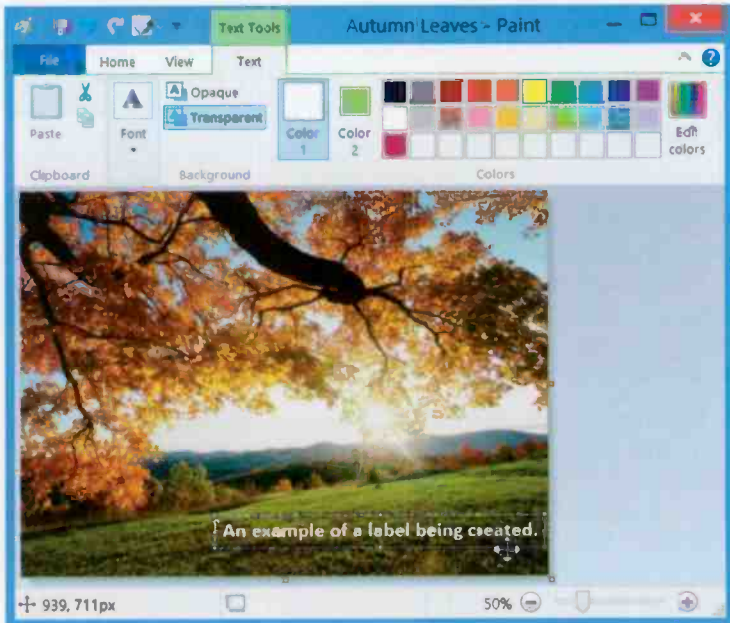 Text Tools
Autumn Leaves - Paint
File
Home
View
Text
Paste
Clipboard
Font
Opaque
Transparent
Background
Color
1
Color
2
Edit
colors
Colors
An example of a label being created.
939, 711px
50%